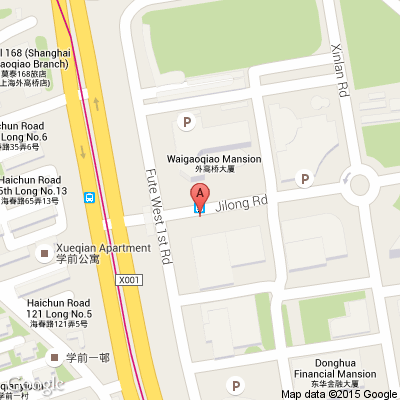 l 168 (Shanghai
aoqiao Branch)
莫泰168旅店
上海外高桥店)
Xinlan Rd
P
Haichun Road
Long No.6
春路35弄6号
Waigaoqiao Mansion
外高桥大厦
Haichun Road
5th Long No.13
海春路65弄13号
P
A
Jilong Rd
Fute West 1st Rd
Xueqian Apartment
学前公寓
X001
Haichun Road
121 Long No.5
海春路121弄5号
学前一邨
Donghua
Financial Mansion
东华金融大厦
P
学前一村
Map data ©2015 Google